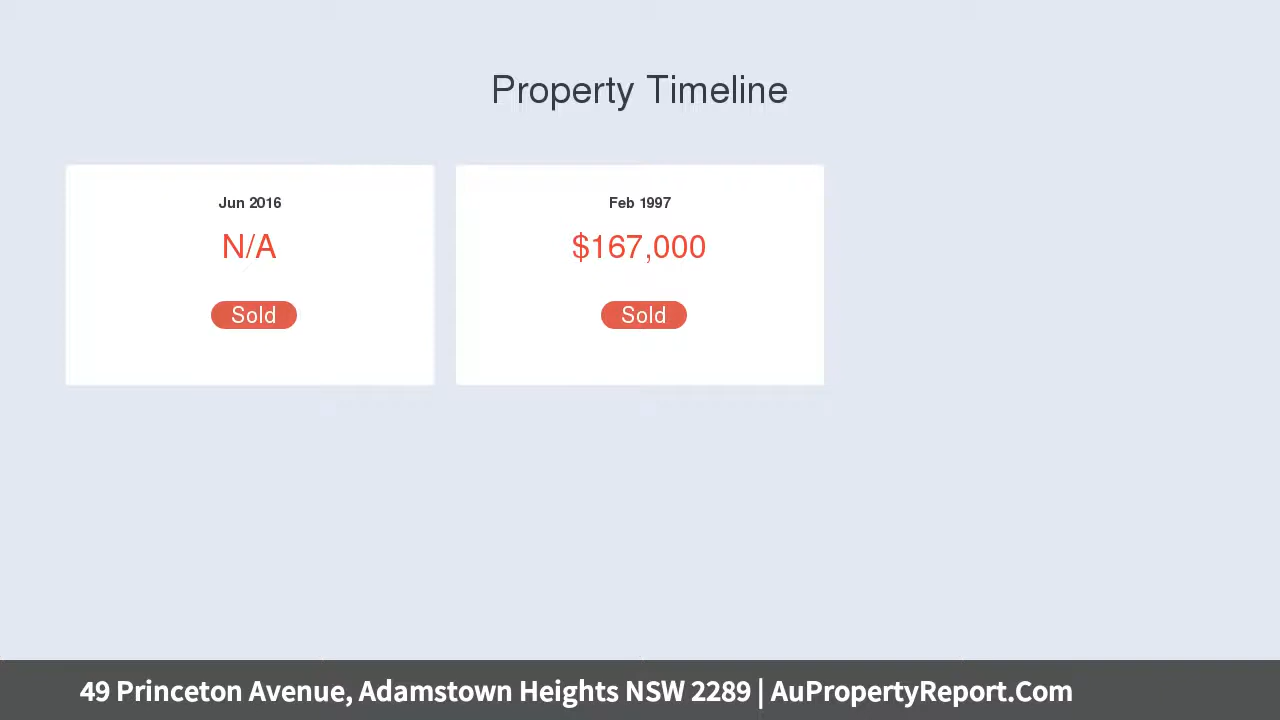 Property Timeline
Jun 2016
Feb 1997
N/A
$167,000
Sold
Sold
49 Princeton Avenue, Adamstown Heights NSW 2289 | AuPropertyReport.Com